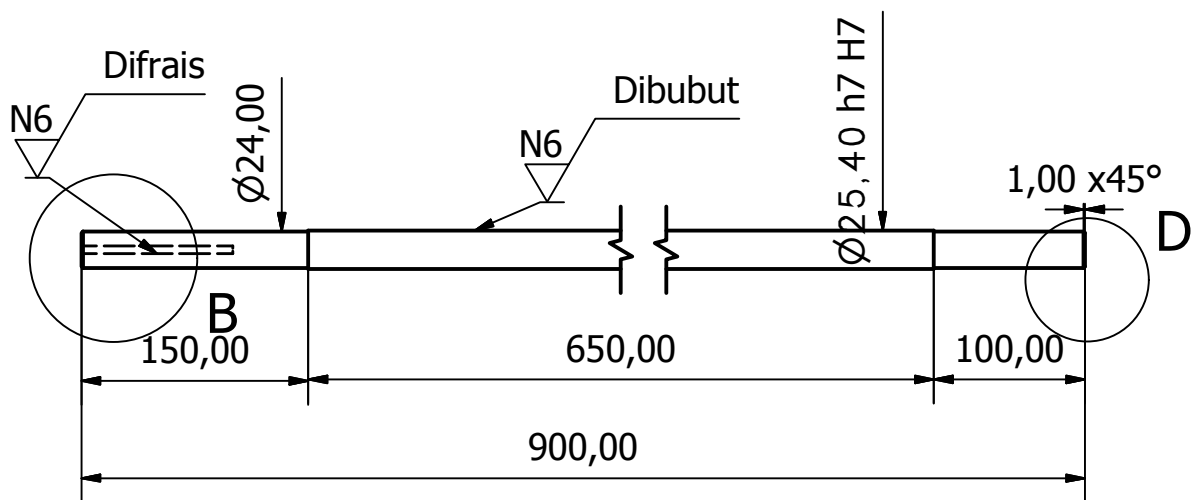 Difrais
N6
Ø24,00
Dibubut
N6
Ø25,40 h7 H7
1,00 x45°
D
B
150,00
650,00
100,00
900,00